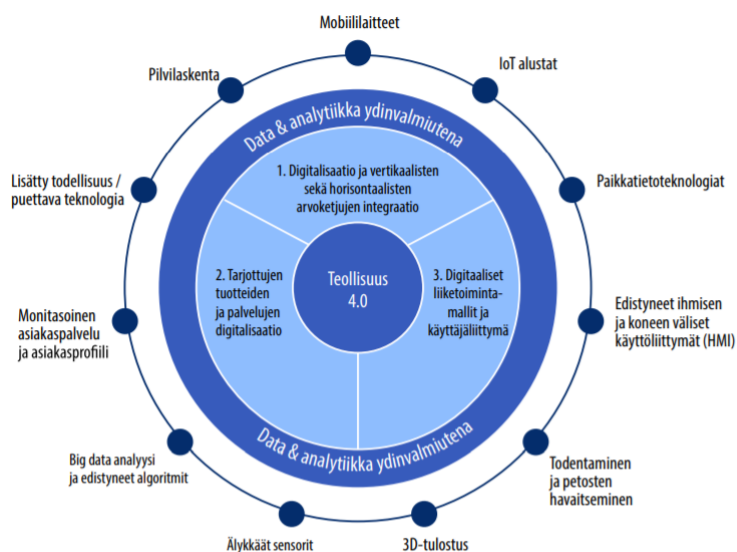 Mobiililaitteet
Pilvilaskenta
IoT alustat
Data & analytiikka ydinvalmiutena
1. Digitalisaatio ja vertikaalisten
sekä horisontaalisten
arvoketjujen integraatio
Lisätty todellisuus /
puettava teknologia
Paikkatietoteknologiat
Teollisuus
4.0
2. Tarjottujen
tuotteiden
ja palvelujen
digitalisaatio
3. Digitaaliset
liiketoiminta-
mallit ja
käyttäjäliittymä
Monitasoinen
asiakaspalvelu
ja asiakasprofiili
Edistyneet ihmisen
ja koneen väliset
käyttöliittymät (HMI)
Data & analytiikka ydinvalmiutena
Big data analyysi
ja edistyneet algoritmit
Todentaminen
ja petosten
havaitseminen
Älykkäät sensorit
3D-tulostus